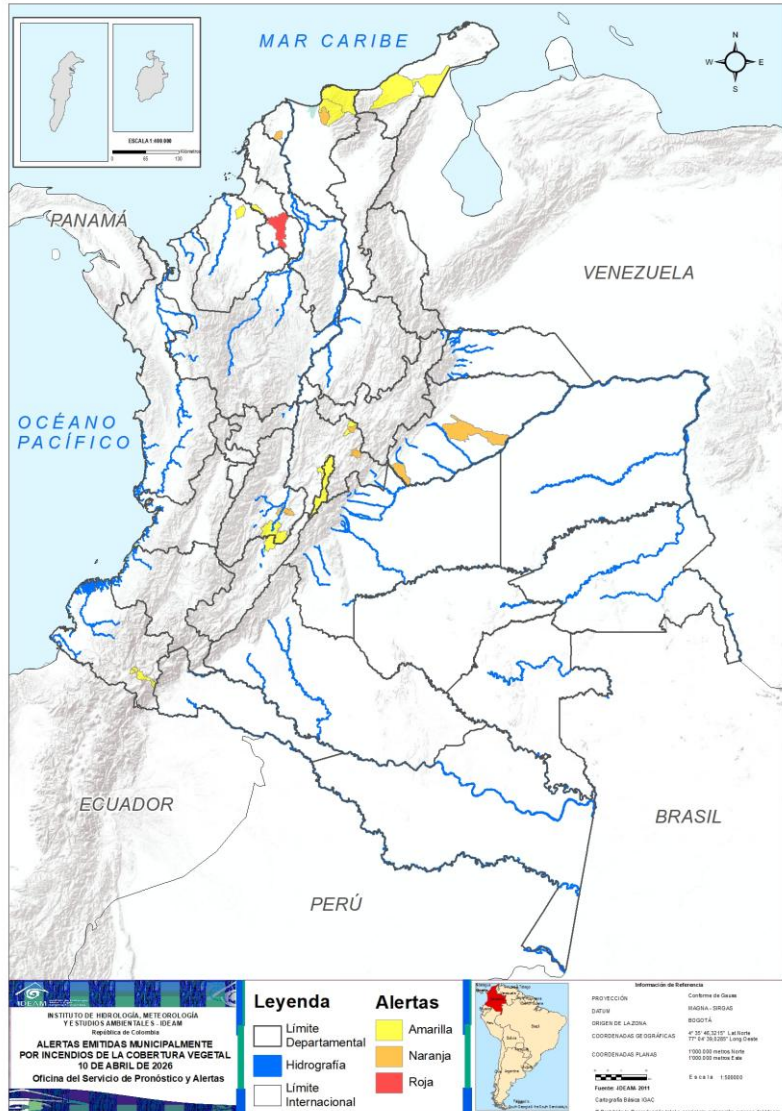 MAR CARIBE
N
W E
S
ESCALA 1:400.000
PANAMÁ
VENEZUELA
OCÉANO
PACÍFICO
ECUADOR
BRASIL
PERÚ
IDEAM
INSTITUTO DE HIDROLOGÍA, METEOROLOGÍA
Y ESTUDIOS AMBIENTALES - IDEAM
República de Colombia
ALERTAS EMITIDAS MUNICIPALMENTE
POR INCENDIOS DE LA COBERTURA VEGETAL
10 DE ABRIL DE 2026
Oficina del Servicio de Pronóstico y Alertas
Leyenda
Límite
Departamental
Hidrografía
Límite
Internacional
Alertas
Amarilla
Naranja
Roja
Información de Referencia
PROYECCIÓN Conforme de Gauss
DATUM MAGNA - SIRGAS
ORIGEN DE LA ZONA BOGOTÁ
COORDENADAS GEOGRÁFICAS
COORDENADAS PLANAS 1'000.000 metros Norte
1'000.000 metros Este
Fuente: IDEAM. 2011
Cartografía Básica IGAC